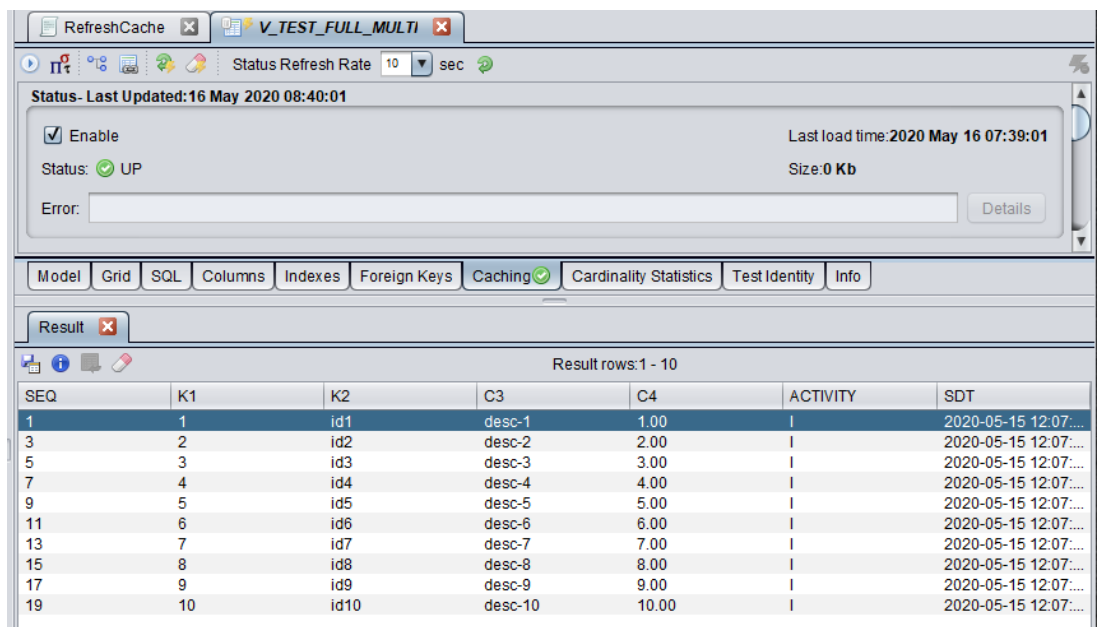 RefreshCache V_TEST_FULL_MULTI
Status Refresh Rate 10 sec
Status- Last Updated:16 May 2020 08:40:01
Enable Last load time:2020 May 16 07:39:01
Status: UP Size:0 Kb
Error: Details
Model Grid SQL Columns Indexes Foreign Keys Caching Cardinality Statistics Test Identity Info
Result
Result rows:1 - 10
SEQ K1 K2 C3 C4 ACTIVITY SDT
1 1 id1 desc-1 1.00 I 2020-05-15 12:07:...
3 2 id2 desc-2 2.00 I 2020-05-15 12:07:...
5 3 id3 desc-3 3.00 I 2020-05-15 12:07:...
7 4 id4 desc-4 4.00 I 2020-05-15 12:07:...
9 5 id5 desc-5 5.00 I 2020-05-15 12:07:...
11 6 id6 desc-6 6.00 I 2020-05-15 12:07:...
13 7 id7 desc-7 7.00 I 2020-05-15 12:07:...
15 8 id8 desc-8 8.00 I 2020-05-15 12:07:...
17 9 id9 desc-9 9.00 I 2020-05-15 12:07:...
19 10 id10 desc-10 10.00 I 2020-05-15 12:07:...